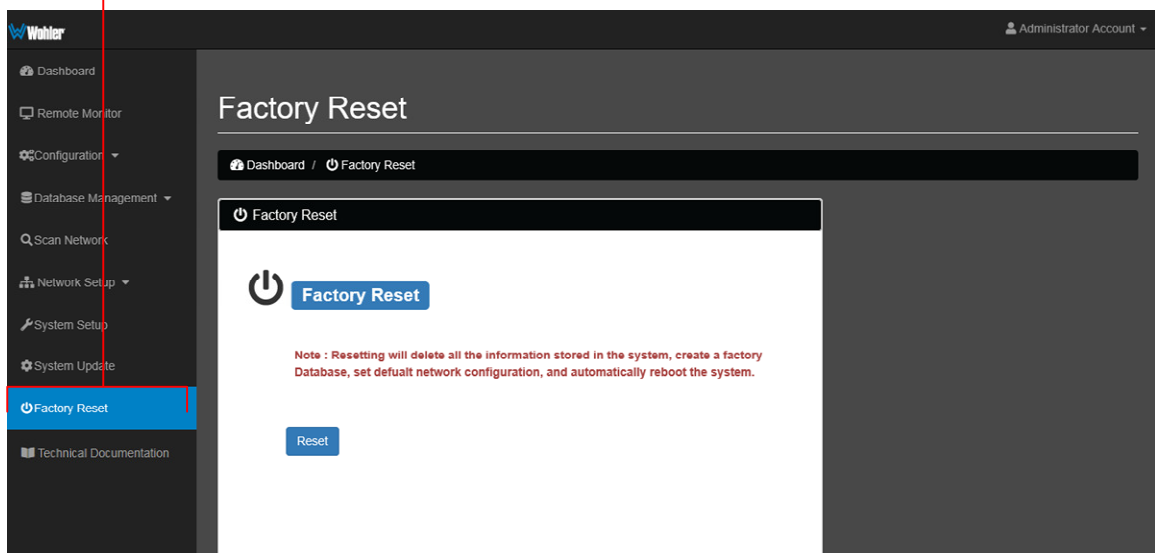 Wohler
Administrator Account
Dashboard
Remote Monitor
Configuration
Database Management
Scan Network
Network Setup
System Setup
System Update
Factory Reset
Technical Documentation
Factory Reset
Dashboard / Factory Reset
Factory Reset
Factory Reset
Note : Resetting will delete all the information stored in the system, create a factory
Database, set defualt network configuration, and automatically reboot the system.
Reset